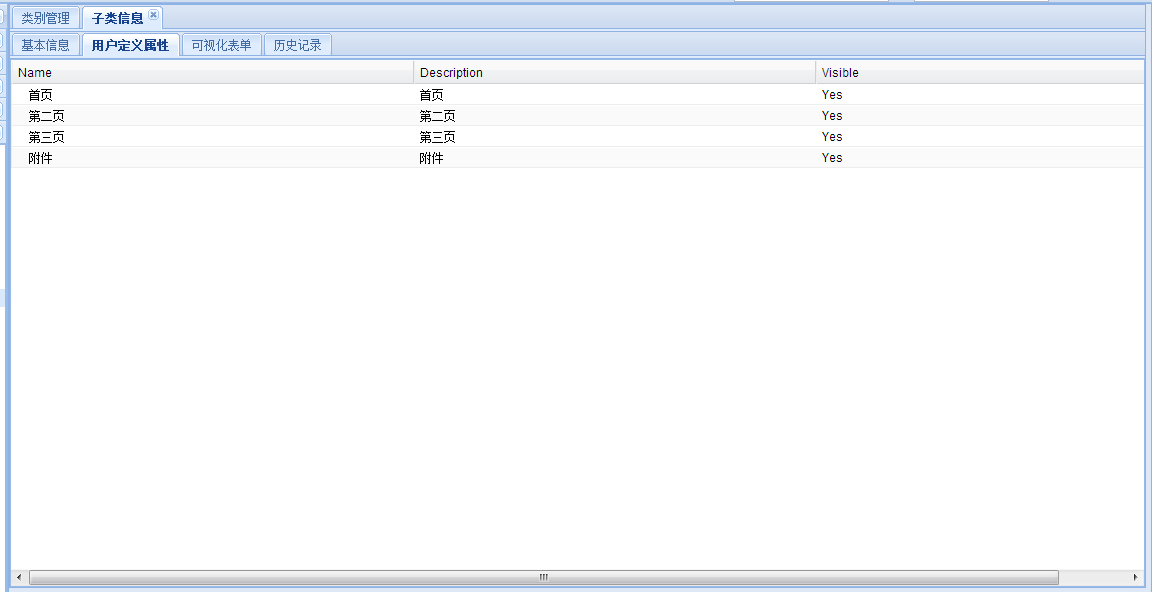 类别管理 子类信息
基本信息 用户定义属性 可视化表单 历史记录
Name Description Visible
首页 首页 Yes
第二页 第二页 Yes
第三页 第三页 Yes
附件 附件 Yes